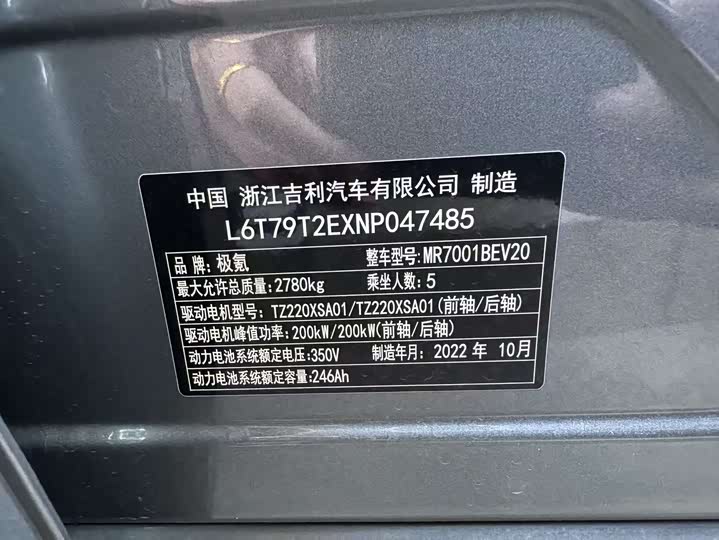 中国 浙江吉利汽车有限公司 制造
L6T79T2EXNP047485
品 牌: 极氪 整车型号: MR7001BEV20
最大允许总质量: 2780kg 乘坐人数: 5
驱动电机型号: TZ220XSA01/TZ220XSA01(前轴/后轴)
驱动电机峰值功率: 200kW/200kW(前轴/后轴)
动力电池系统额定电压: 350V 制造年月: 2022 年 10月
动力电池系统额定容量: 246Ah